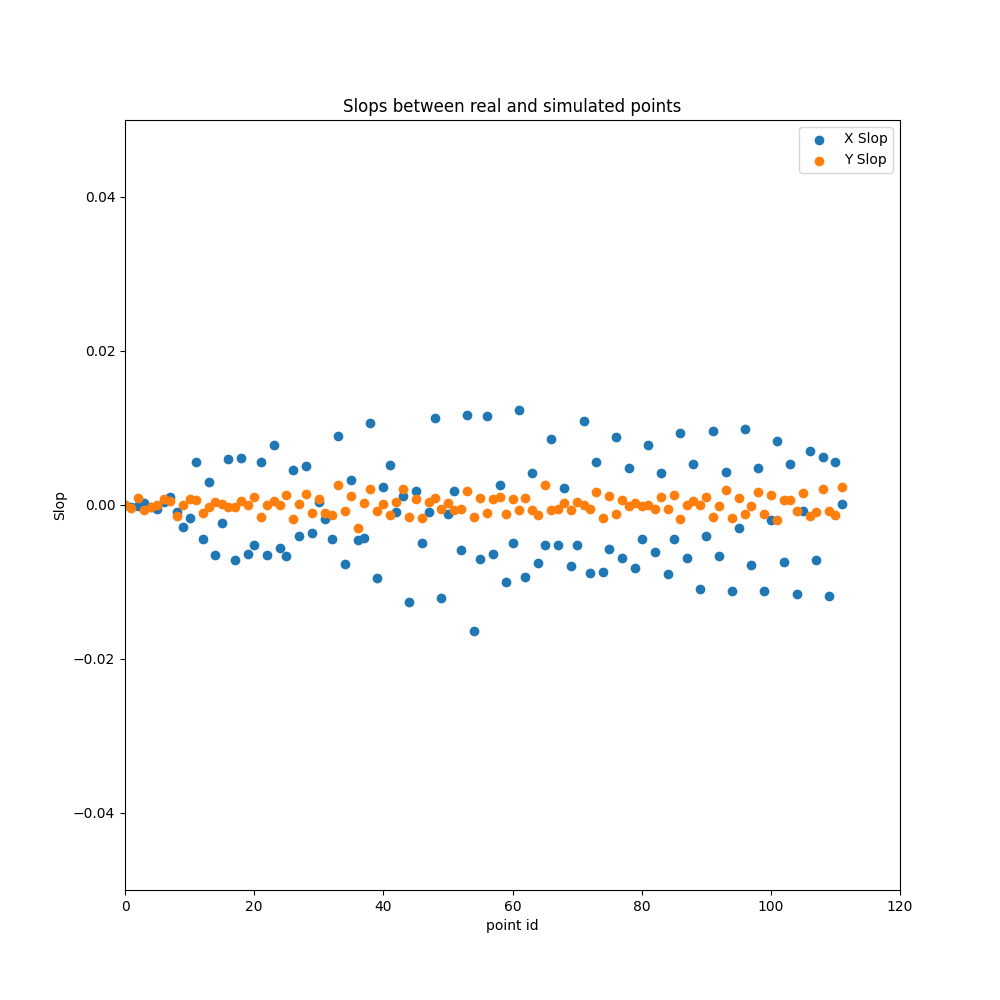 Slops between real and simulated points
X Slop
Y Slop
0.04
0.02
0.00
−0.02
−0.04
Slop
0 20 40 60 80 100 120
point id